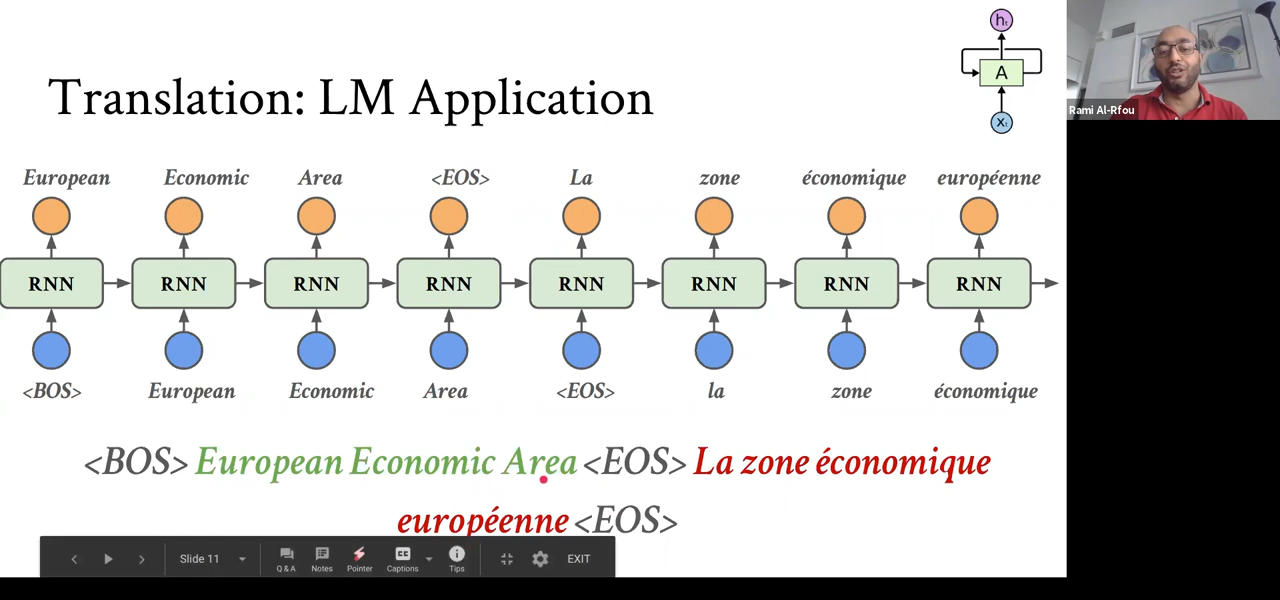 hₜ
A
xₜ
Rami Al-Rfou
Translation: LM Application
European Economic Area <EOS> La zone économique européenne
RNN RNN RNN RNN RNN RNN RNN RNN
<BOS> European Economic Area <EOS> la zone économique
<BOS> European Economic Area <EOS> La zone économique
européenne <EOS>
Slide 11 Q & A Notes Pointer CC Captions Tips EXIT